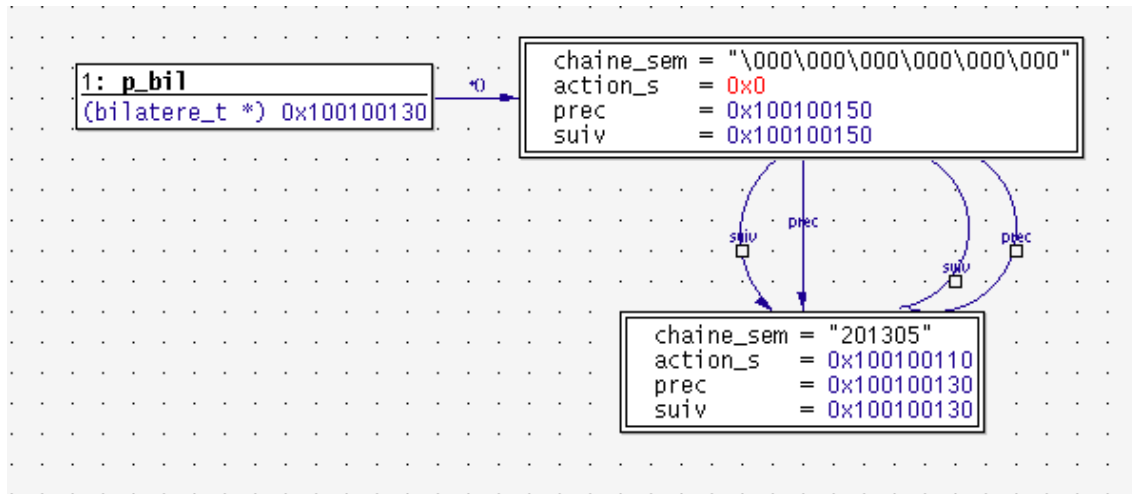 1: p_bil
(bilatere_t *) 0x100100130
*()
chaine_sem = "\000\000\000\000\000\000"
action_s = 0x0
prec = 0x100100150
suiv = 0x100100150
suiv
prec
suiv
prec
chaine_sem = "201305"
action_s = 0x100100110
prec = 0x100100130
suiv = 0x100100130